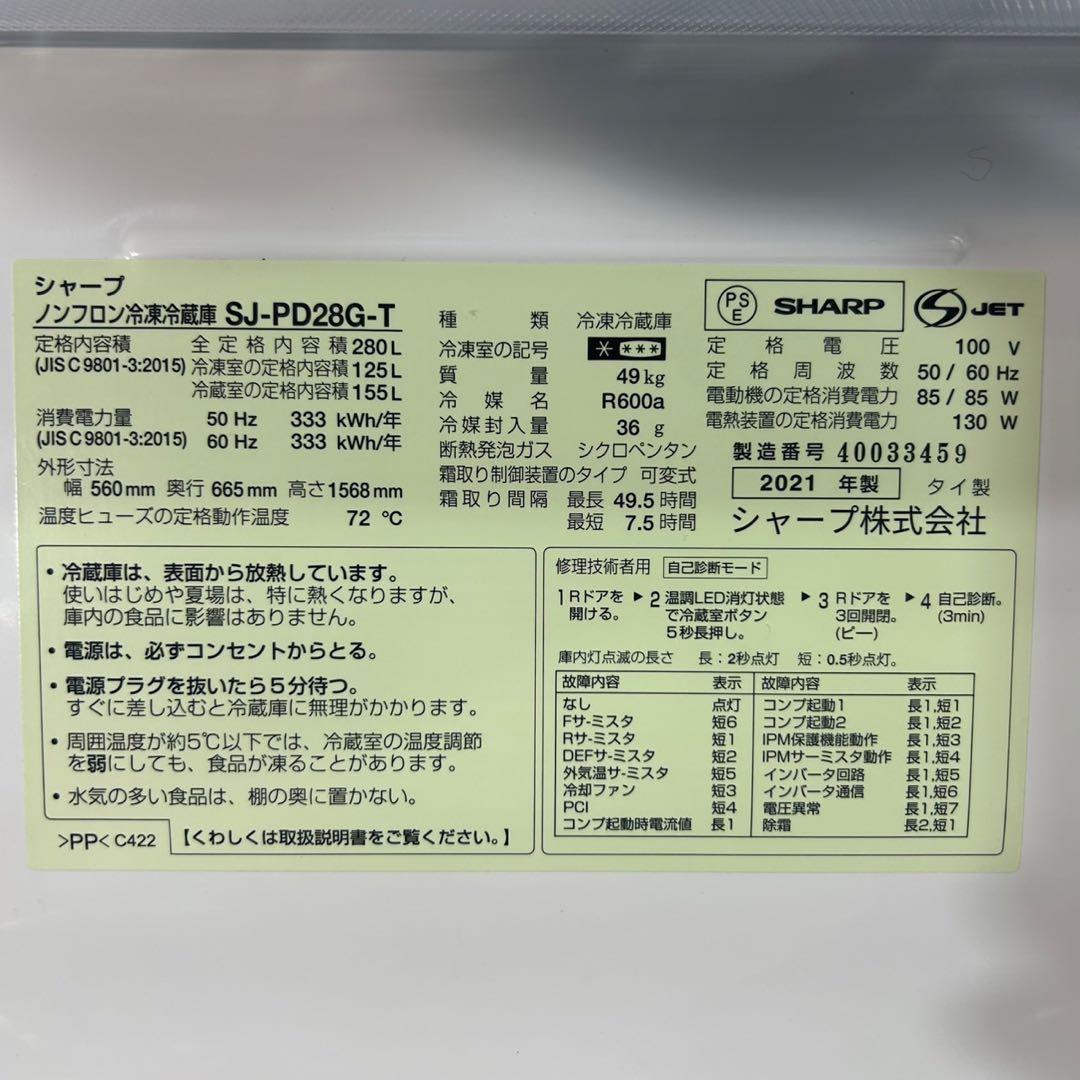 シャープ
ノンフロン冷凍冷蔵庫 SJ-PD28G-T
定格内容積 全定格内容積 280L
(JIS C 9801-3:2015) 冷凍室の定格内容積 125L
冷蔵室の定格内容積 155L
消費電力量 50 Hz 333 kWh/年
(JIS C 9801-3:2015) 60 Hz 333 kWh/年
外形寸法
幅 560mm 奥行 665mm 高さ 1568mm
温度ヒューズの定格動作温度 72 ℃
種類 冷凍冷蔵庫
冷凍室の記号 * ***
質量 49kg
冷媒名 R600a
冷媒封入量 36 g
断熱発泡ガス シクロペンタン
霜取り制御装置のタイプ 可変式
霜取り間隔 最長 49.5 時間
最短 7.5 時間
PSE SHARP S JET
定格電圧 100 V
定格周波数 50 / 60 Hz
電動機の定格消費電力 85 / 85 W
電熱装置の定格消費電力 130 W
製造番号 40033459
2021 年製 タイ製
シャープ株式会社
・冷蔵庫は、表面から放熱しています。
使いはじめや夏場は、特に熱くなりますが、
庫内の食品に影響はありません。
・電源は、必ずコンセントからとる。
・電源プラグを抜いたら5分待つ。
すぐに差し込むと冷蔵庫に無理がかかります。
・周囲温度が約5℃以下では、冷蔵室の温度調節
を弱にしても、食品が凍ることがあります。
・水気の多い食品は、棚の奥に置かない。
>PP< C422 【くわしくは取扱説明書をご覧ください。】
修理技術者用 自己診断モード
1 Rドアを開ける。 ▶ 2 温調LED消灯状態で冷蔵室ボタン5秒長押し。 ▶ 3 Rドアを3回開閉。(ピー) ▶ 4 自己診断。(3min)
庫内灯点滅の長さ 長:2秒点灯 短:0.5秒点灯。
故障内容 表示 故障内容 表示
なし 点灯 コンプ起動1 長1,短1
Fサ-ミスタ 短6 コンプ起動2 長1,短2
Rサ-ミスタ 短1 IPM保護機能動作 長1,短3
DEFサ-ミスタ 短2 IPMサーミスタ動作 長1,短4
外気温サ-ミスタ 短5 インバータ回路 長1,短5
冷却ファン 短3 インバータ通信 長1,短6
PCI 短4 電圧異常 長1,短7
コンプ起動時電流値 長1 除霜 長2,短1